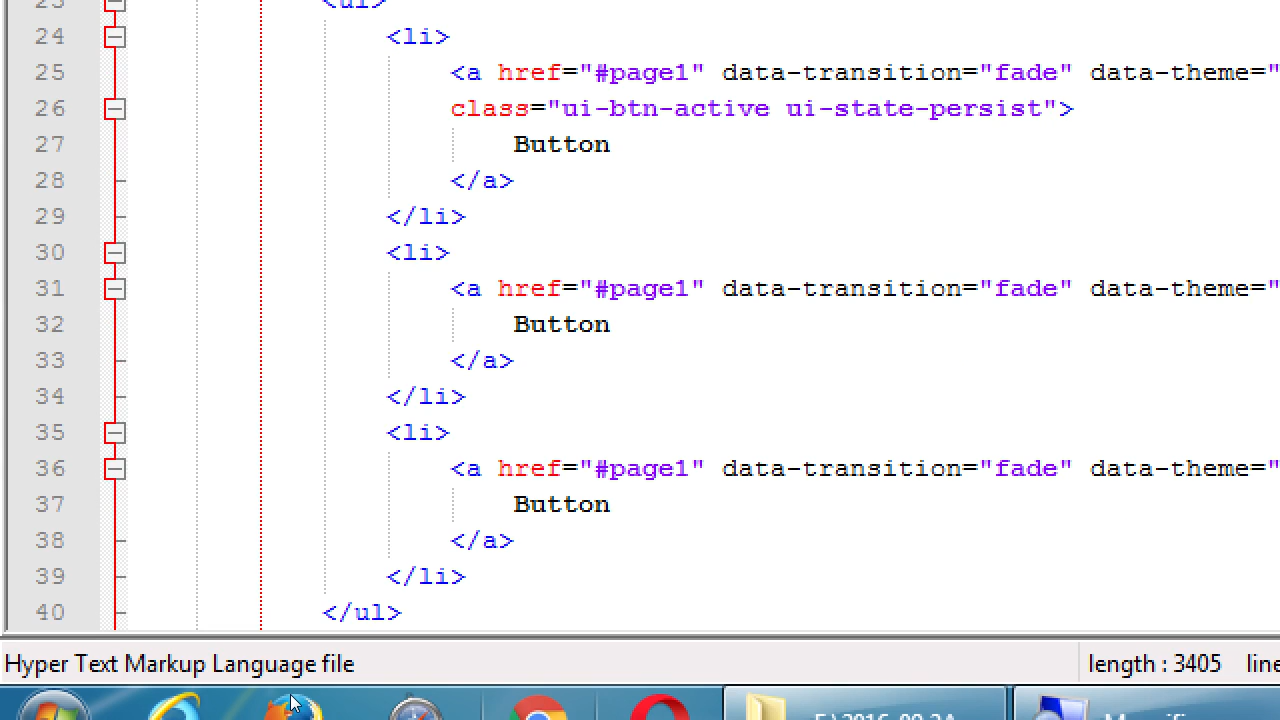 23 <ul>
24 <li>
25 <a href="#page1" data-transition="fade" data-theme="
26 class="ui-btn-active ui-state-persist">
27 Button
28 </a>
29 </li>
30 <li>
31 <a href="#page1" data-transition="fade" data-theme="
32 Button
33 </a>
34 </li>
35 <li>
36 <a href="#page1" data-transition="fade" data-theme="
37 Button
38 </a>
39 </li>
40 </ul>
Hyper Text Markup Language file length : 3405 line